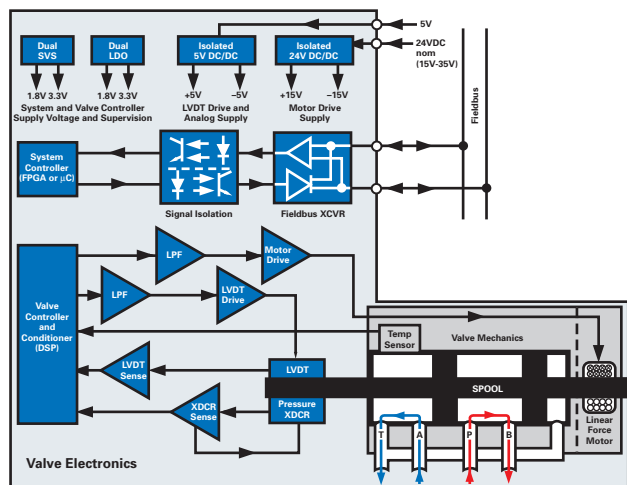 5V
24VDC
nom
(15V-35V)
Dual
SVS
Dual
LDO
Isolated
5V DC/DC
Isolated
24V DC/DC
1.8V 3.3V
1.8V 3.3V
+5V
–5V
+15V
–15V
System and Valve Controller
Supply Voltage and Supervision
LVDT Drive and
Analog Supply
Motor Drive
Supply
Fieldbus
System
Controller
(FPGA or µC)
Signal Isolation
Fieldbus XCVR
LPF
Motor
Drive
LPF
LVDT
Drive
Valve
Controller
and
Conditioner
(DSP)
Temp
Sensor
Valve Mechanics
LVDT
Sense
LVDT
SPOOL
Pressure
XDCR
XDCR
Sense
Linear
Force
Motor
T
A
P
B
Valve Electronics